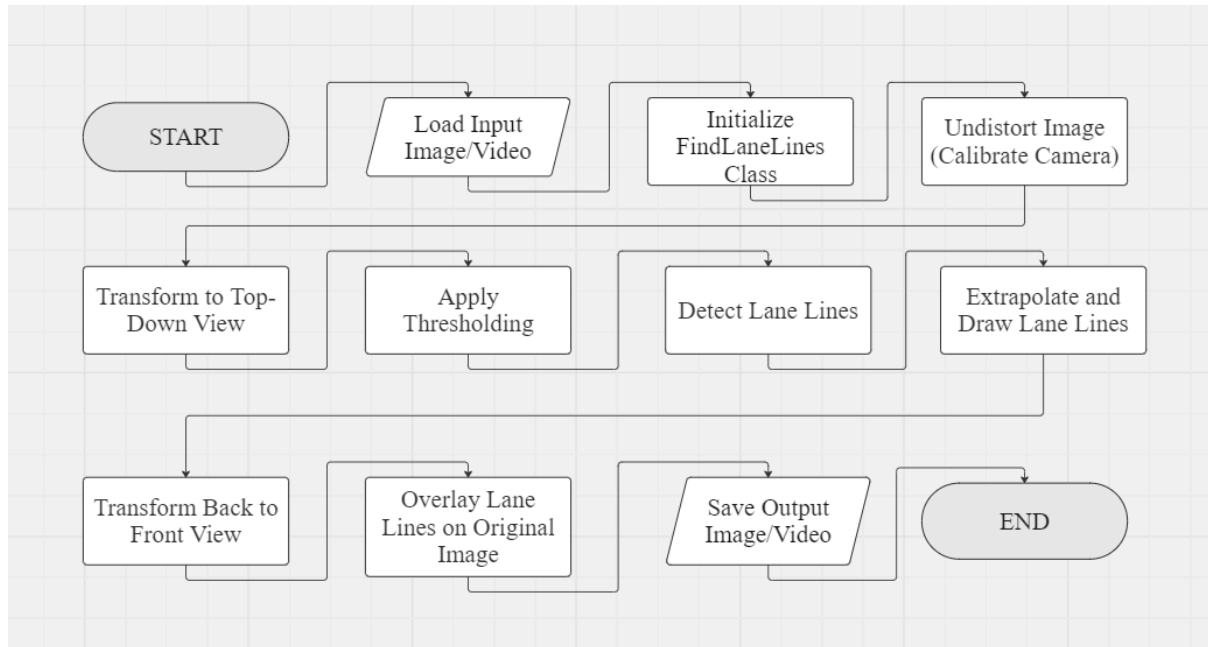 START
Load Input
Image/Video
Initialize
FindLaneLines
Class
Undistort Image
(Calibrate Camera)
Transform to Top-
Down View
Apply
Thresholding
Detect Lane Lines
Extrapolate and
Draw Lane Lines
Transform Back to
Front View
Overlay Lane
Lines on Original
Image
Save Output
Image/Video
END